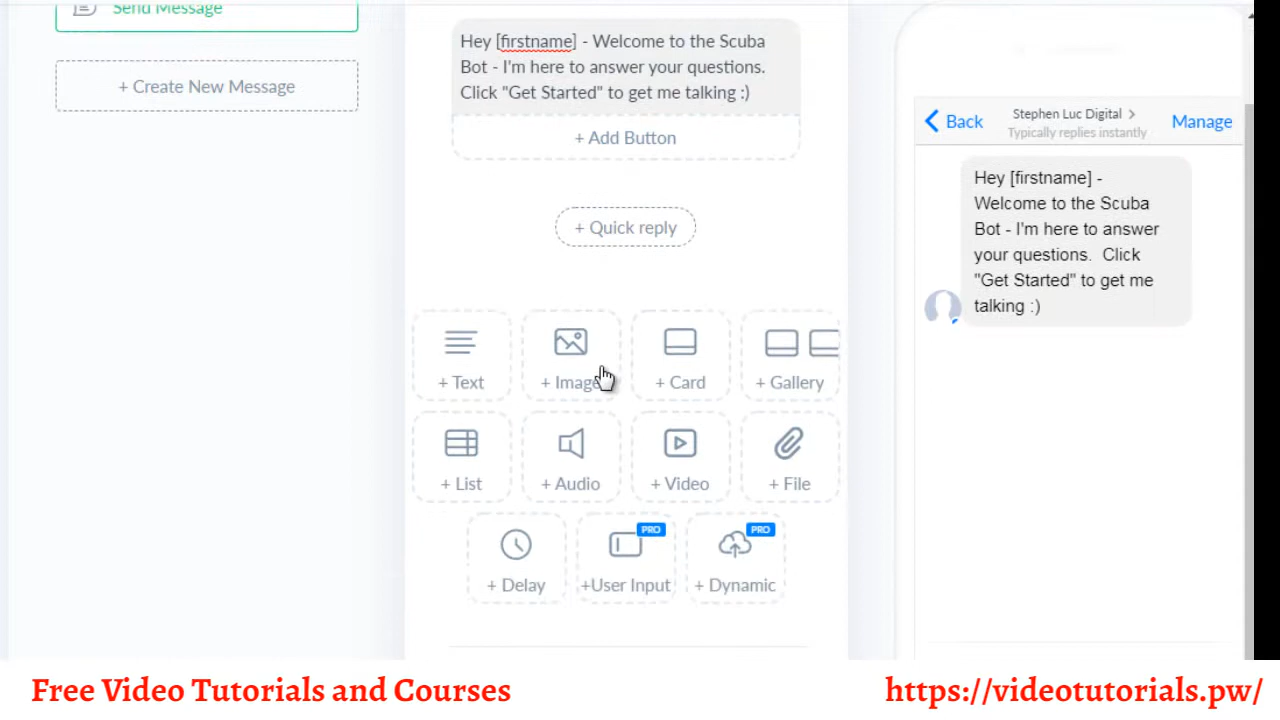 Send Message
+ Create New Message
Hey [firstname] - Welcome to the Scuba
Bot - I'm here to answer your questions.
Click "Get Started" to get me talking :)
+ Add Button
+ Quick reply
+ Text
+ Image
+ Card
+ Gallery
+ List
+ Audio
+ Video
+ File
+ Delay
PRO
+User Input
PRO
+ Dynamic
Back
Stephen Luc Digital >
Typically replies instantly
Manage
Hey [firstname] -
Welcome to the Scuba
Bot - I'm here to answer
your questions.  Click
"Get Started" to get me
talking :)
Free Video Tutorials and Courses
https://videotutorials.pw/